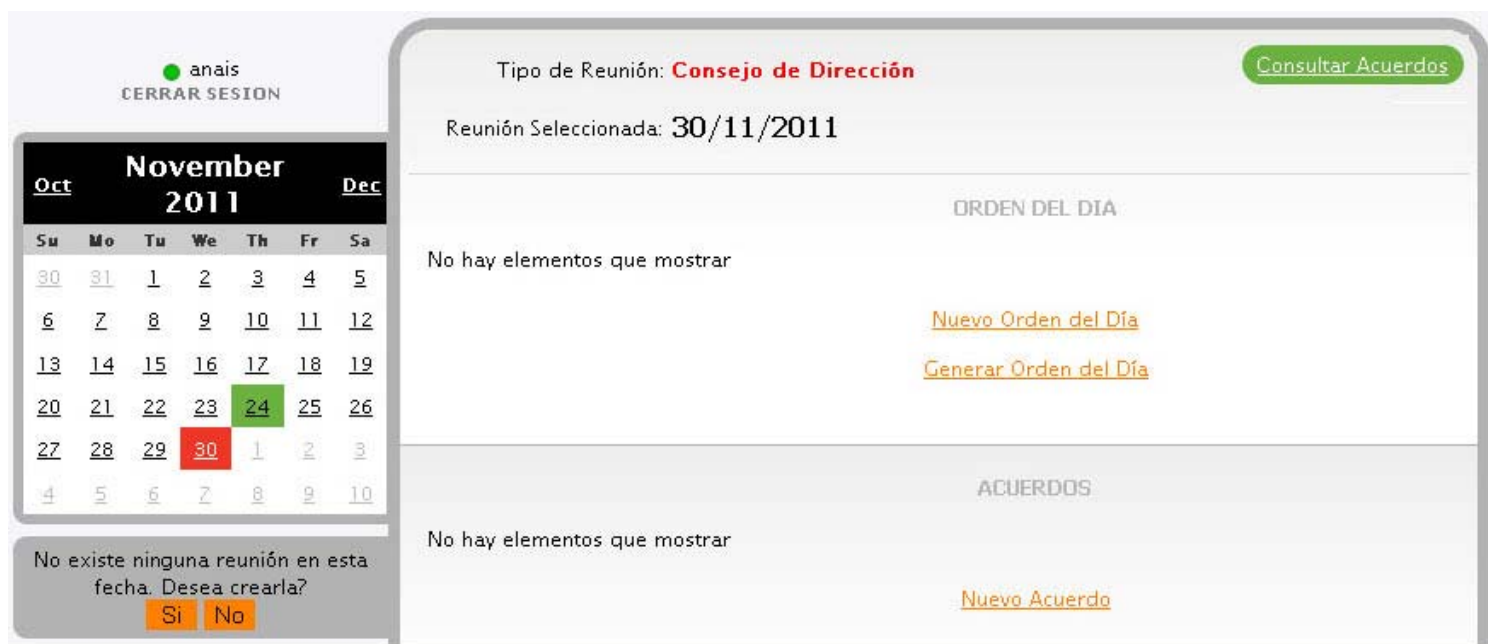 anais
CERRAR SESION
Oct November 2011 Dec
Su Mo Tu We Th Fr Sa
30 31 1 2 3 4 5
6 7 8 9 10 11 12
13 14 15 16 17 18 19
20 21 22 23 24 25 26
27 28 29 30 1 2 3
4 5 6 7 8 9 10
No existe ninguna reunión en esta
fecha. Desea crearla?
Si No
Tipo de Reunión: Consejo de Dirección
Consultar Acuerdos
Reunión Seleccionada: 30/11/2011
ORDEN DEL DIA
No hay elementos que mostrar
Nuevo Orden del Día
Generar Orden del Día
ACUERDOS
No hay elementos que mostrar
Nuevo Acuerdo